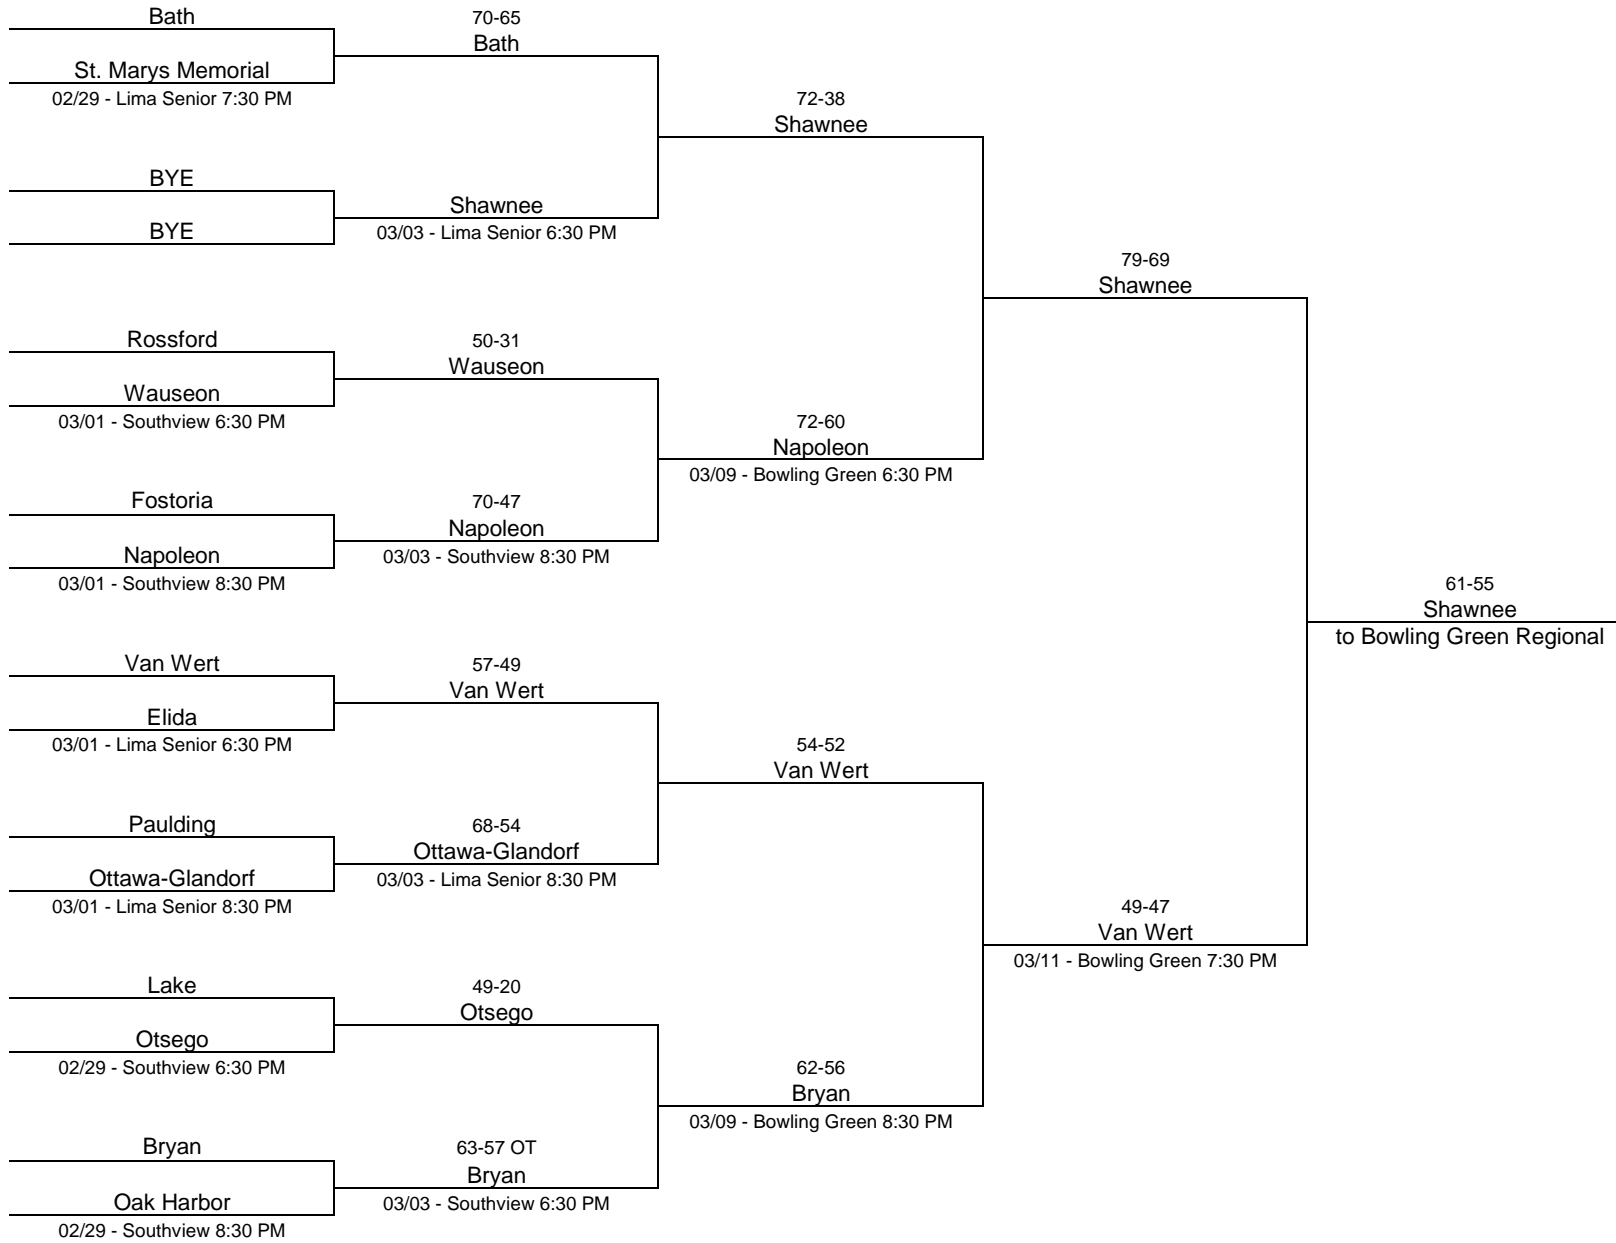 Bath
St. Marys Memorial
02/29 - Lima Senior 7:30 PM
BYE
BYE
Rossford
Wauseon
03/01 - Southview 6:30 PM
Fostoria
Napoleon
03/01 - Southview 8:30 PM
Van Wert
Elida
03/01 - Lima Senior 6:30 PM
Paulding
Ottawa-Glandorf
03/01 - Lima Senior 8:30 PM
Lake
Otsego
02/29 - Southview 6:30 PM
Bryan
Oak Harbor
02/29 - Southview 8:30 PM
70-65
Bath
Shawnee
03/03 - Lima Senior 6:30 PM
50-31
Wauseon
70-47
Napoleon
03/03 - Southview 8:30 PM
57-49
Van Wert
68-54
Ottawa-Glandorf
03/03 - Lima Senior 8:30 PM
49-20
Otsego
63-57 OT
Bryan
03/03 - Southview 6:30 PM
72-38
Shawnee
72-60
Napoleon
03/09 - Bowling Green 6:30 PM
54-52
Van Wert
62-56
Bryan
03/09 - Bowling Green 8:30 PM
79-69
Shawnee
49-47
Van Wert
03/11 - Bowling Green 7:30 PM
61-55
Shawnee
to Bowling Green Regional